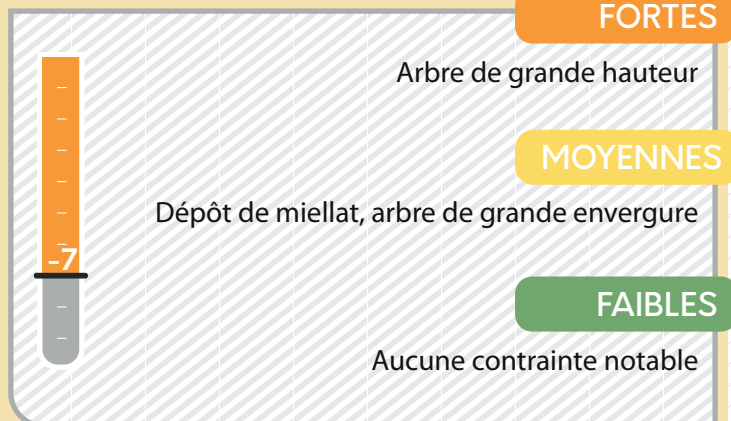 FORTES
Arbre de grande hauteur
MOYENNES
Dépôt de miellat, arbre de grande envergure
-7
FAIBLES
Aucune contrainte notable